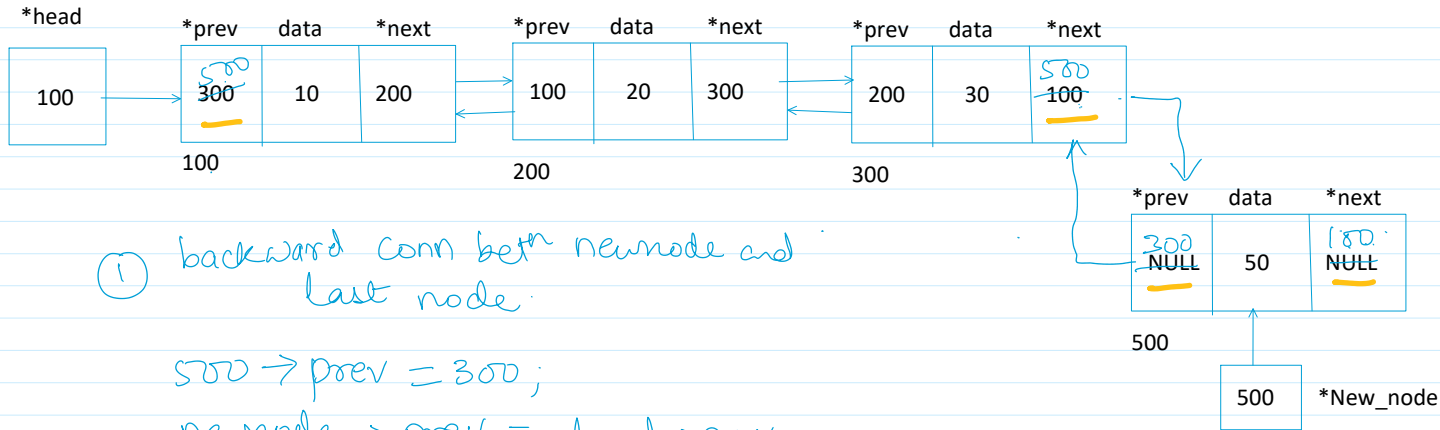 *head
*prev data *next
*prev data *next
*prev data *next
500
500
100
300 10 200
100 20 300
200 30 100
100
200
300
*prev data *next
300 100
NULL 50 NULL
500
500 *New_node
1 backward conn betn newnode and
last node.
500 → prev = 300;